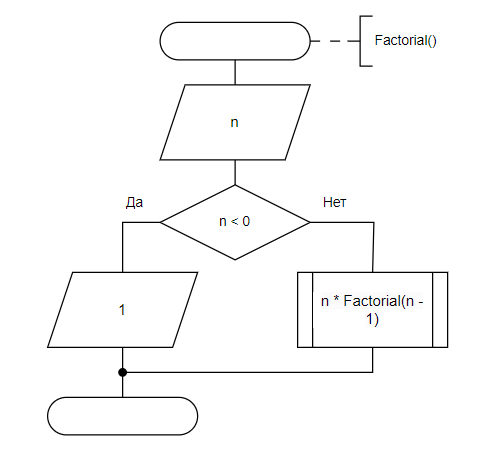 Factorial()
n
Да
n < 0
Нет
1
n * Factorial(n -
1)